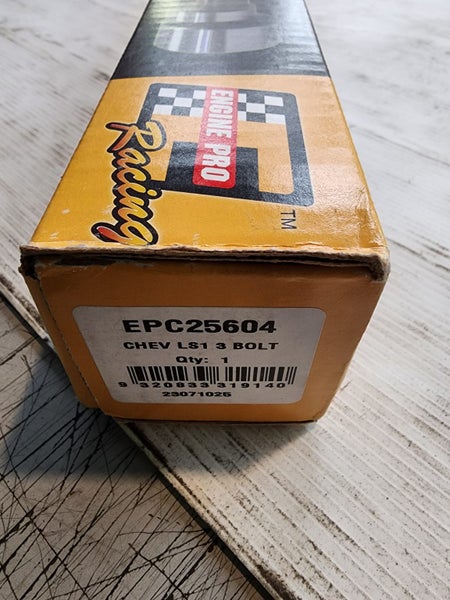 ENGINE PRO
Racing
TM
EPC25604
CHEV LS1 3 BOLT
Qty: 1
9 320833 319140
23071025